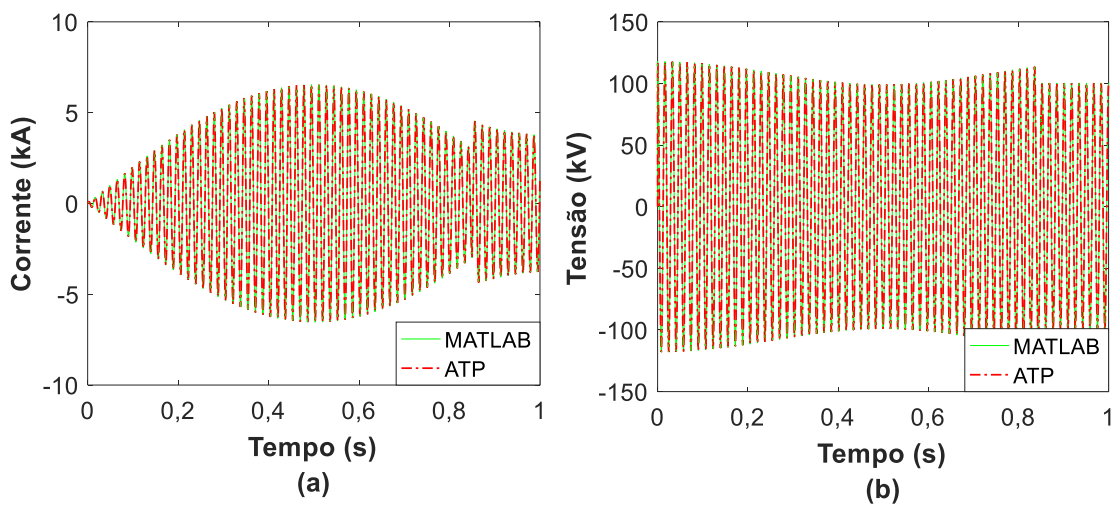 Corrente (kA)
10
5
0
-5
-10
MATLAB
ATP
0 0,2 0,4 0,6 0,8 1
Tempo (s)
(a)
Tensão (kV)
150
100
50
0
-50
-100
-150
MATLAB
ATP
0 0,2 0,4 0,6 0,8 1
Tempo (s)
(b)